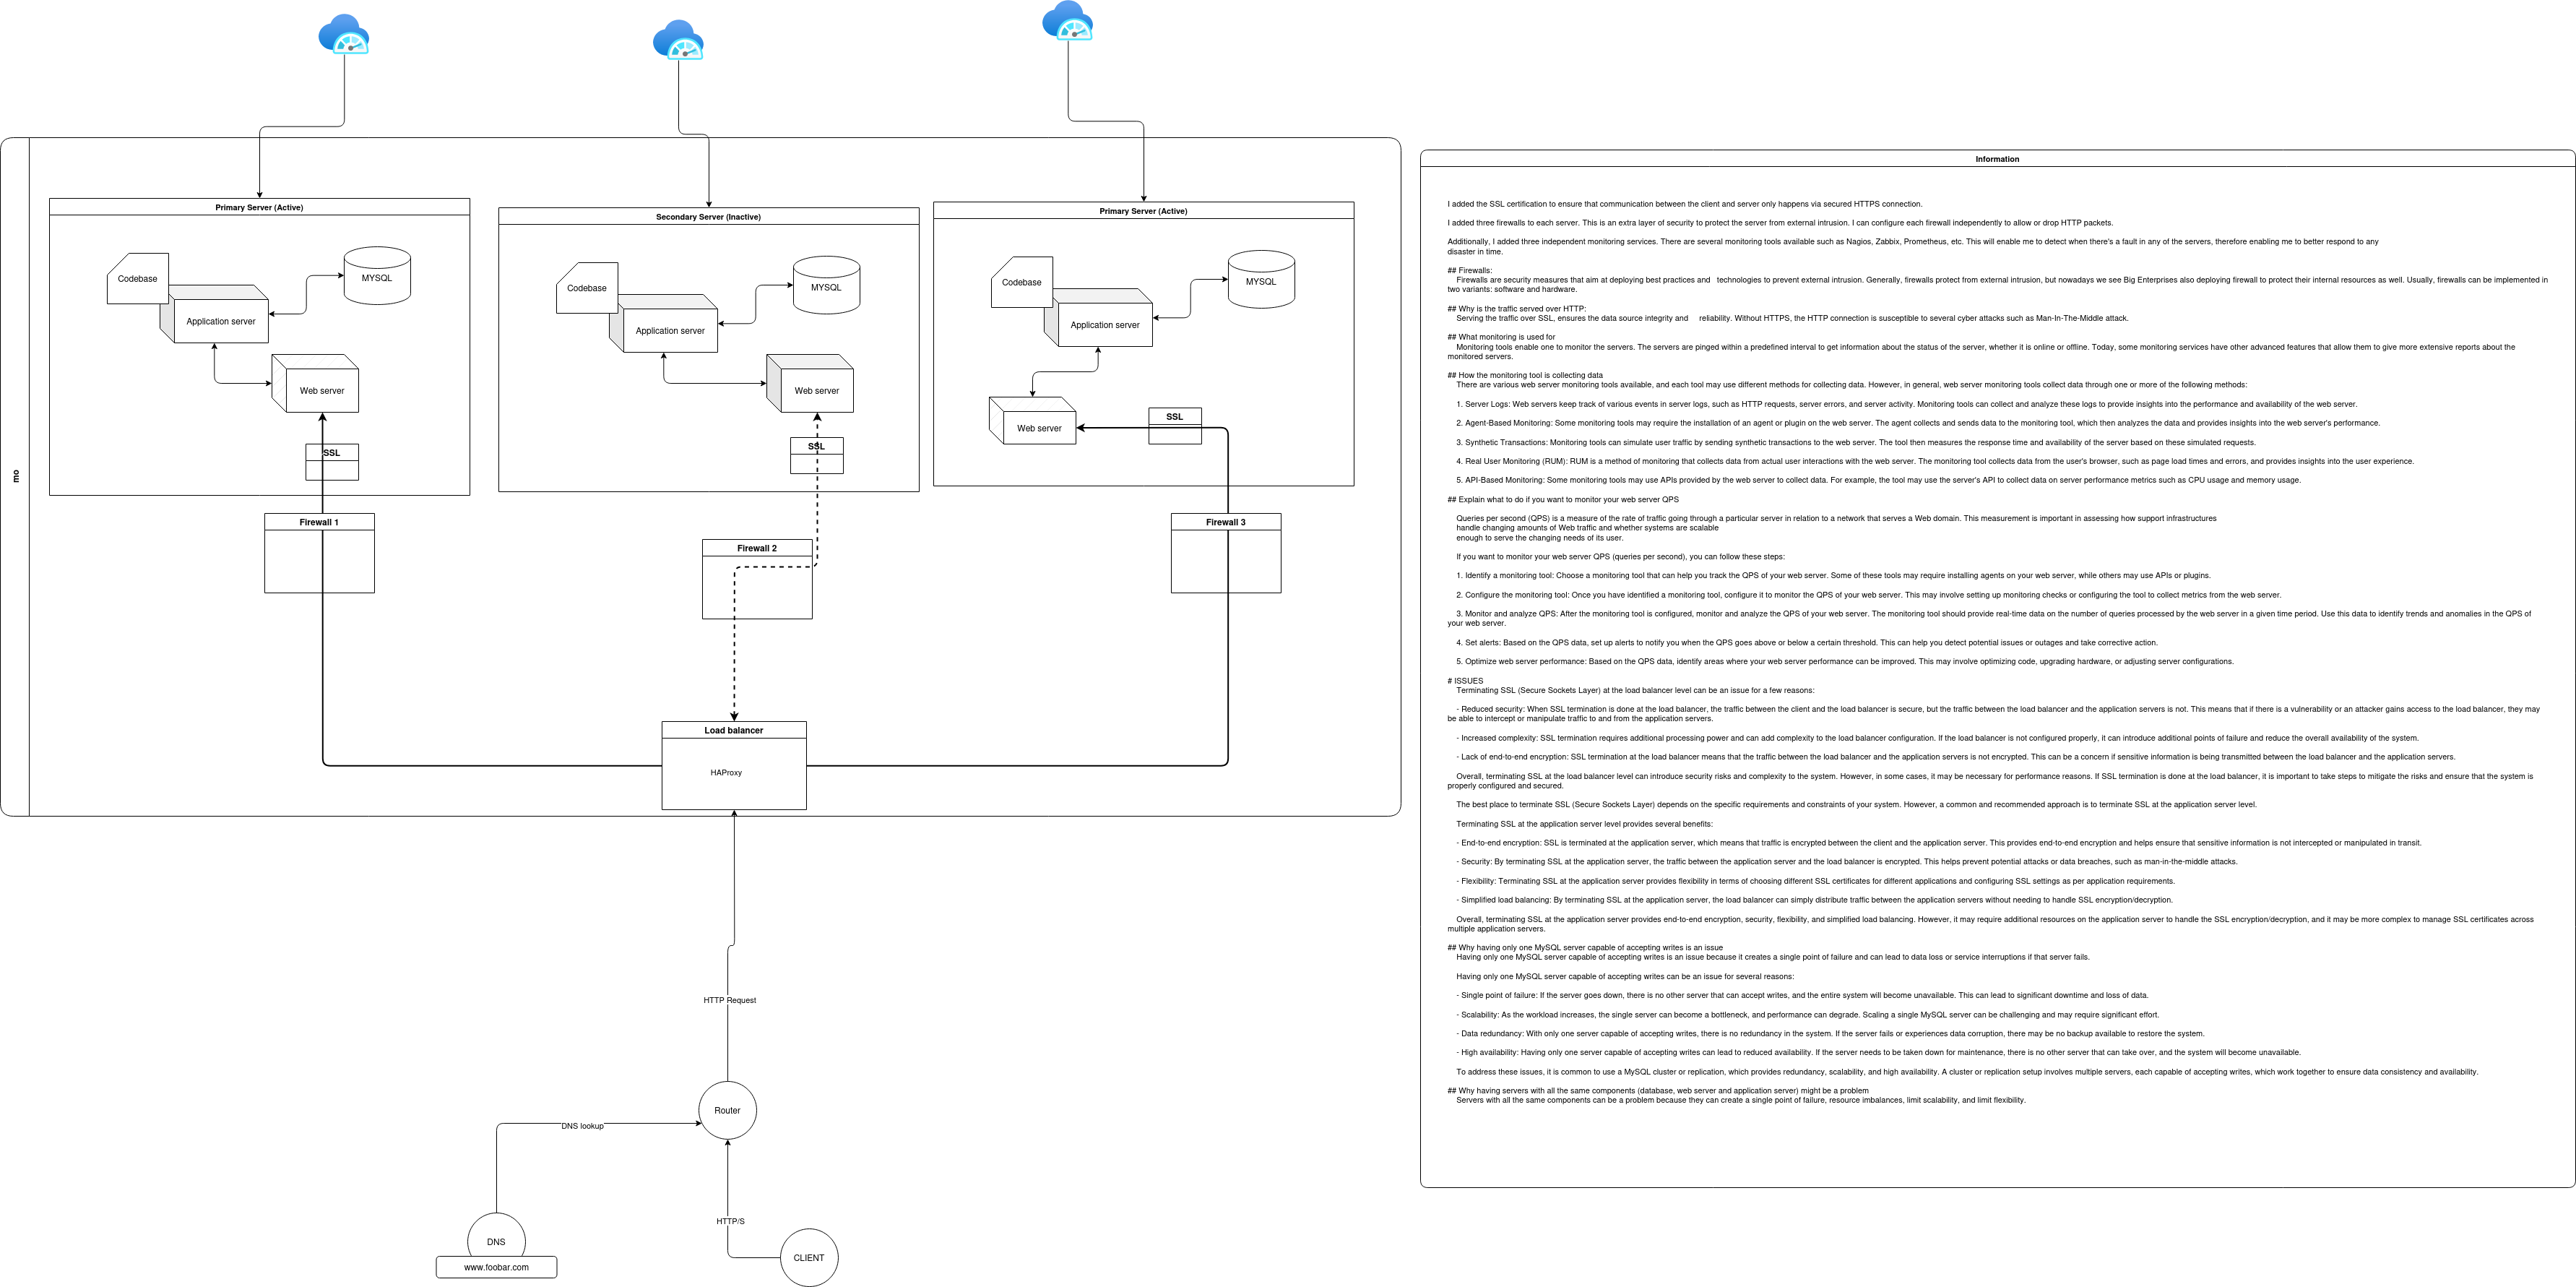 Primary Server (Active)
Codebase
MYSQL
Application server
Web server
SSL
Secondary Server (Inactive)
Codebase
MYSQL
Application server
Web server
SSL
Primary Server (Active)
Codebase
MYSQL
Application server
Web server
SSL
mo
Firewall 1
Firewall 2
Firewall 3
Load balancer
HAProxy
HTTP Request
Router
DNS lookup
HTTP/S
DNS
www.foobar.com
CLIENT
Information
I added the SSL certification to ensure that communication between the client and server only happens via secured HTTPS connection.
I added three firewalls to each server. This is an extra layer of security to protect the server from external intrusion. I can configure each firewall independently to allow or drop HTTP packets.
Additionally, I added three independent monitoring services. There are several monitoring tools available such as Nagios, Zabbix, Prometheus, etc. This will enable me to detect when there's a fault in any of the servers, therefore enabling me to better respond to any
disaster in time.
## Firewalls:
Firewalls are security measures that aim at deploying best practices and technologies to prevent external intrusion. Generally, firewalls protect from external intrusion, but nowadays we see Big Enterprises also deploying firewall to protect their internal resources as well. Usually, firewalls can be implemented in
two variants: software and hardware.
## Why is the traffic served over HTTP:
Serving the traffic over SSL, ensures the data source integrity and reliability. Without HTTPS, the HTTP connection is susceptible to several cyber attacks such as Man-In-The-Middle attack.
## What monitoring is used for
Monitoring tools enable one to monitor the servers. The servers are pinged within a predefined interval to get information about the status of the server, whether it is online or offline. Today, some monitoring services have other advanced features that allow them to give more extensive reports about the
monitored servers.
## How the monitoring tool is collecting data
There are various web server monitoring tools available, and each tool may use different methods for collecting data. However, in general, web server monitoring tools collect data through one or more of the following methods:
1. Server Logs: Web servers keep track of various events in server logs, such as HTTP requests, server errors, and server activity. Monitoring tools can collect and analyze these logs to provide insights into the performance and availability of the web server.
2. Agent-Based Monitoring: Some monitoring tools may require the installation of an agent or plugin on the web server. The agent collects and sends data to the monitoring tool, which then analyzes the data and provides insights into the web server's performance.
3. Synthetic Transactions: Monitoring tools can simulate user traffic by sending synthetic transactions to the web server. The tool then measures the response time and availability of the server based on these simulated requests.
4. Real User Monitoring (RUM): RUM is a method of monitoring that collects data from actual user interactions with the web server. The monitoring tool collects data from the user's browser, such as page load times and errors, and provides insights into the user experience.
5. API-Based Monitoring: Some monitoring tools may use APIs provided by the web server to collect data. For example, the tool may use the server's API to collect data on server performance metrics such as CPU usage and memory usage.
## Explain what to do if you want to monitor your web server QPS
Queries per second (QPS) is a measure of the rate of traffic going through a particular server in relation to a network that serves a Web domain. This measurement is important in assessing how support infrastructures
handle changing amounts of Web traffic and whether systems are scalable
enough to serve the changing needs of its user.
If you want to monitor your web server QPS (queries per second), you can follow these steps:
1. Identify a monitoring tool: Choose a monitoring tool that can help you track the QPS of your web server. Some of these tools may require installing agents on your web server, while others may use APIs or plugins.
2. Configure the monitoring tool: Once you have identified a monitoring tool, configure it to monitor the QPS of your web server. This may involve setting up monitoring checks or configuring the tool to collect metrics from the web server.
3. Monitor and analyze QPS: After the monitoring tool is configured, monitor and analyze the QPS of your web server. The monitoring tool should provide real-time data on the number of queries processed by the web server in a given time period. Use this data to identify trends and anomalies in the QPS of
your web server.
4. Set alerts: Based on the QPS data, set up alerts to notify you when the QPS goes above or below a certain threshold. This can help you detect potential issues or outages and take corrective action.
5. Optimize web server performance: Based on the QPS data, identify areas where your web server performance can be improved. This may involve optimizing code, upgrading hardware, or adjusting server configurations.
# ISSUES
Terminating SSL (Secure Sockets Layer) at the load balancer level can be an issue for a few reasons:
- Reduced security: When SSL termination is done at the load balancer, the traffic between the client and the load balancer is secure, but the traffic between the load balancer and the application servers is not. This means that if there is a vulnerability or an attacker gains access to the load balancer, they may
be able to intercept or manipulate traffic to and from the application servers.
- Increased complexity: SSL termination requires additional processing power and can add complexity to the load balancer configuration. If the load balancer is not configured properly, it can introduce additional points of failure and reduce the overall availability of the system.
- Lack of end-to-end encryption: SSL termination at the load balancer means that the traffic between the load balancer and the application servers is not encrypted. This can be a concern if sensitive information is being transmitted between the load balancer and the application servers.
Overall, terminating SSL at the load balancer level can introduce security risks and complexity to the system. However, in some cases, it may be necessary for performance reasons. If SSL termination is done at the load balancer, it is important to take steps to mitigate the risks and ensure that the system is
properly configured and secured.
The best place to terminate SSL (Secure Sockets Layer) depends on the specific requirements and constraints of your system. However, a common and recommended approach is to terminate SSL at the application server level.
Terminating SSL at the application server level provides several benefits:
- End-to-end encryption: SSL is terminated at the application server, which means that traffic is encrypted between the client and the application server. This provides end-to-end encryption and helps ensure that sensitive information is not intercepted or manipulated in transit.
- Security: By terminating SSL at the application server, the traffic between the application server and the load balancer is encrypted. This helps prevent potential attacks or data breaches, such as man-in-the-middle attacks.
- Flexibility: Terminating SSL at the application server provides flexibility in terms of choosing different SSL certificates for different applications and configuring SSL settings as per application requirements.
- Simplified load balancing: By terminating SSL at the application server, the load balancer can simply distribute traffic between the application servers without needing to handle SSL encryption/decryption.
Overall, terminating SSL at the application server provides end-to-end encryption, security, flexibility, and simplified load balancing. However, it may require additional resources on the application server to handle the SSL encryption/decryption, and it may be more complex to manage SSL certificates across
multiple application servers.
## Why having only one MySQL server capable of accepting writes is an issue
Having only one MySQL server capable of accepting writes is an issue because it creates a single point of failure and can lead to data loss or service interruptions if that server fails.
Having only one MySQL server capable of accepting writes can be an issue for several reasons:
- Single point of failure: If the server goes down, there is no other server that can accept writes, and the entire system will become unavailable. This can lead to significant downtime and loss of data.
- Scalability: As the workload increases, the single server can become a bottleneck, and performance can degrade. Scaling a single MySQL server can be challenging and may require significant effort.
- Data redundancy: With only one server capable of accepting writes, there is no redundancy in the system. If the server fails or experiences data corruption, there may be no backup available to restore the system.
- High availability: Having only one server capable of accepting writes can lead to reduced availability. If the server needs to be taken down for maintenance, there is no other server that can take over, and the system will become unavailable.
To address these issues, it is common to use a MySQL cluster or replication, which provides redundancy, scalability, and high availability. A cluster or replication setup involves multiple servers, each capable of accepting writes, which work together to ensure data consistency and availability.
## Why having servers with all the same components (database, web server and application server) might be a problem
Servers with all the same components can be a problem because they can create a single point of failure, resource imbalances, limit scalability, and limit flexibility.